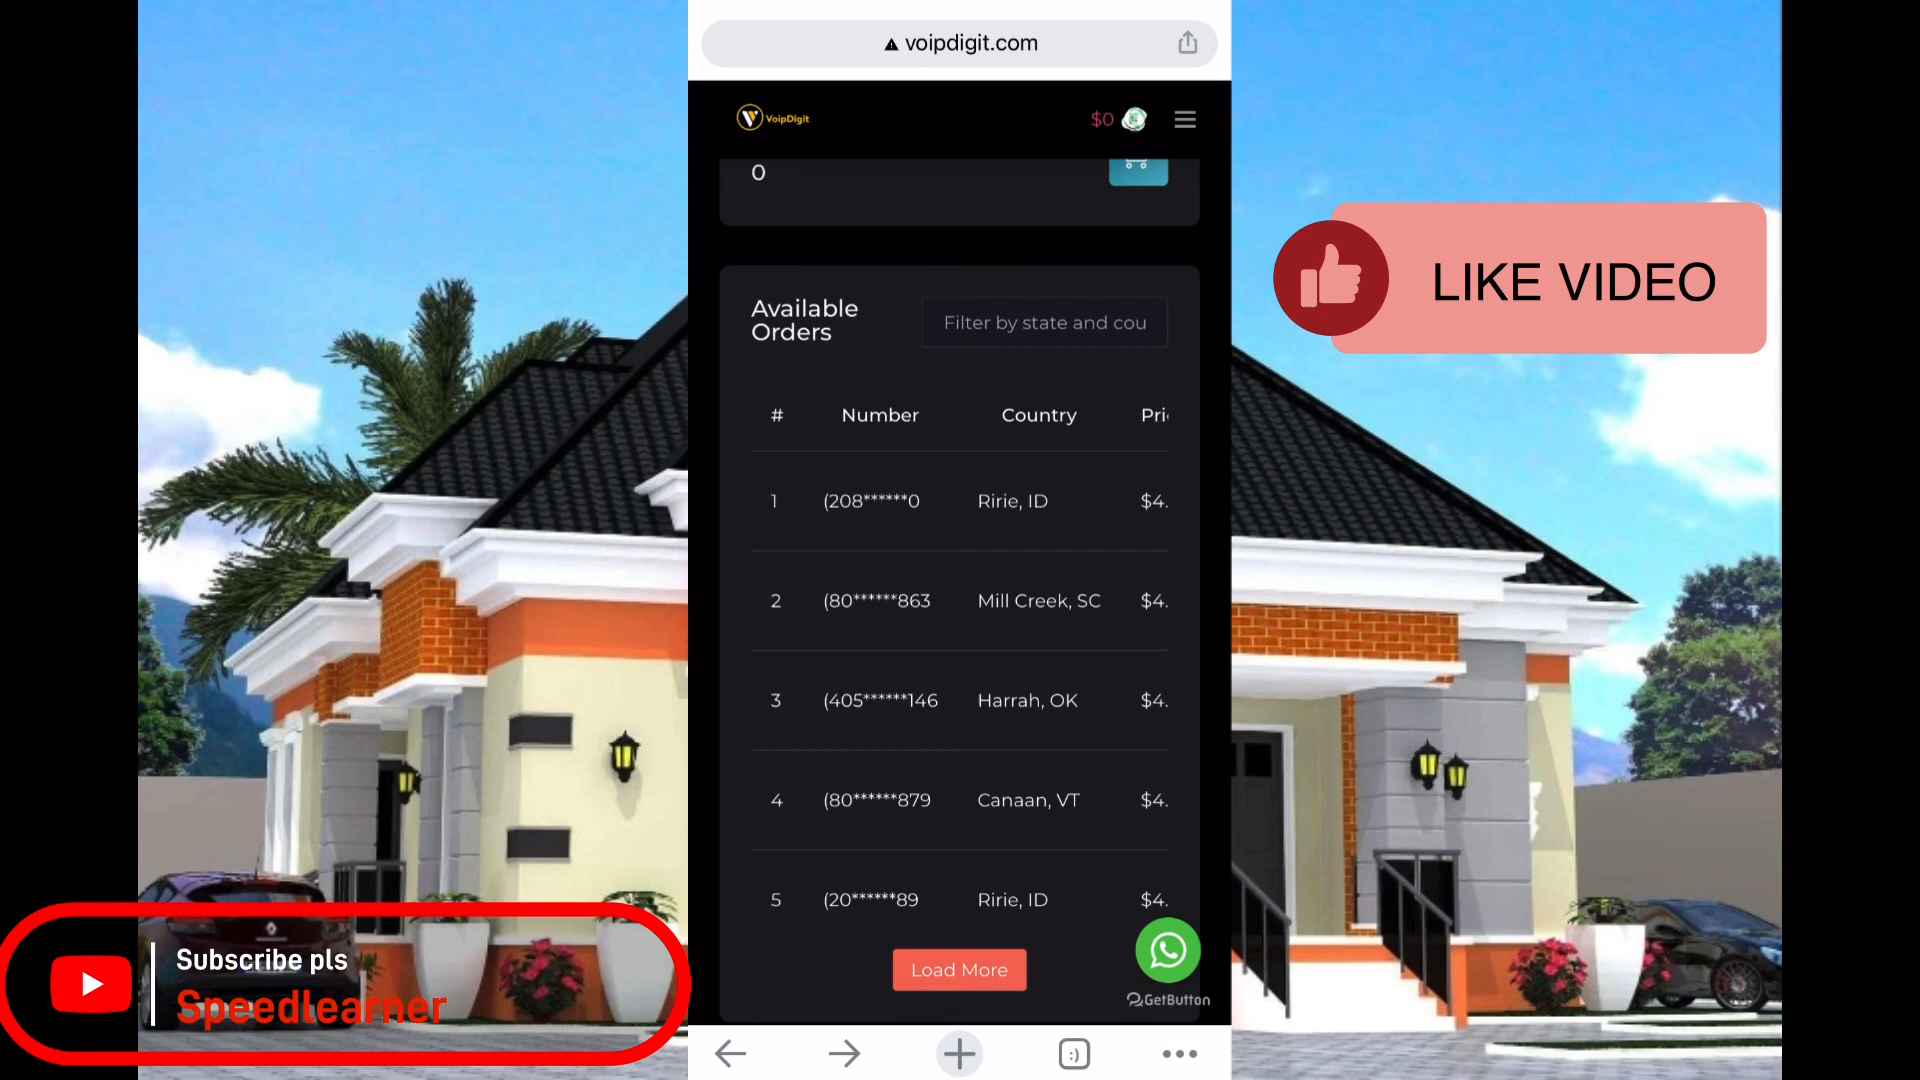 voipdigit.com
VoipDigit
$0
0
Available
Orders
Filter by state and cou
# Number Country Pri
1 (208******0 Ririe, ID $4.
2 (80******863 Mill Creek, SC $4.
3 (405******146 Harrah, OK $4.
4 (80******879 Canaan, VT $4.
5 (20******89 Ririe, ID $4.
Load More
GetButton
:)
LIKE VIDEO
Subscribe pls
Speedlearner